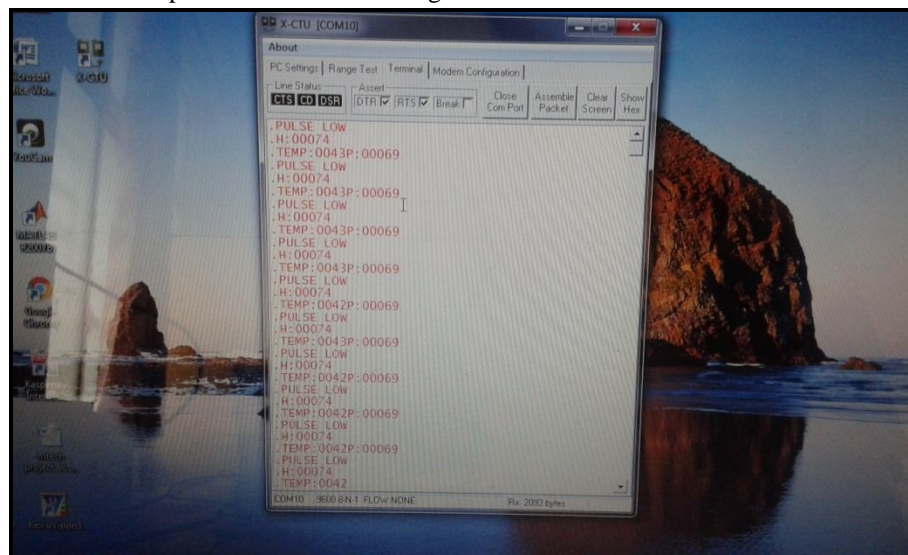 X-CTU [COM10]
About
PC Settings Range Test Terminal Modem Configuration
Line Status
CTS CD DSR
Assert
DTR RTS Break
Close Com Port
Assemble Packet
Clear Screen
Show Hex
.PULSE LOW
.H:00074
.TEMP:0043P:00069
.PULSE LOW
.H:00074
.TEMP:0043P:00069
.PULSE LOW
.H:00074
.TEMP:0043P:00069
.PULSE LOW
.H:00074
.TEMP:0043P:00069
.PULSE LOW
.H:00074
.TEMP:0042P:00069
.PULSE LOW
.H:00074
.TEMP:0043P:00069
.PULSE LOW
.H:00074
.TEMP:0042P:00069
.PULSE LOW
.H:00074
.TEMP:0042P:00069
.PULSE LOW
.H:00074
.TEMP:0042P:00069
.PULSE LOW
.H:00074
.TEMP:0042
COM10 9600 8-N-1 FLOW:NONE
Rx: 2093 bytes
X-CTU
YouCam
MATLAB
R2007b